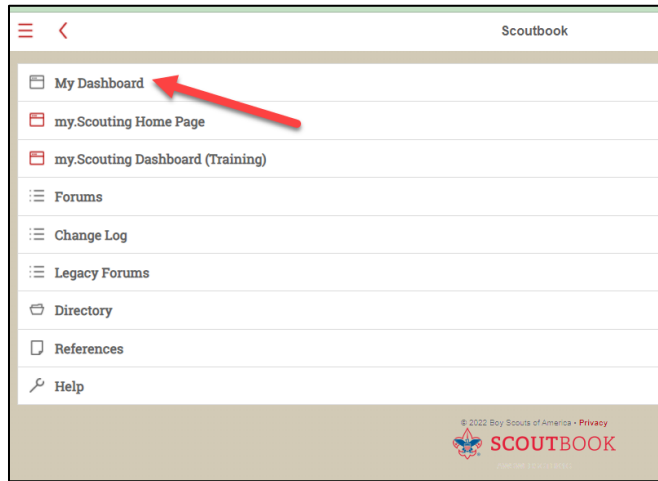 Scoutbook
My Dashboard
my.Scouting Home Page
my.Scouting Dashboard (Training)
Forums
Change Log
Legacy Forums
Directory
References
Help
© 2022 Boy Scouts of America • Privacy
SCOUTBOOK